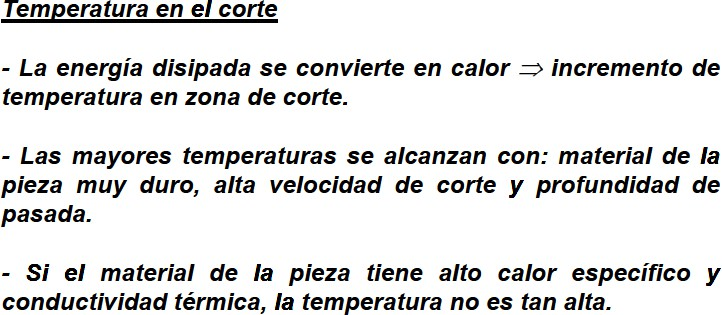 Temperatura en el corte
- La energía disipada se convierte en calor ⇒ incremento de
temperatura en zona de corte.
- Las mayores temperaturas se alcanzan con: material de la
pieza muy duro, alta velocidad de corte y profundidad de
pasada.
- Si el material de la pieza tiene alto calor específico y
conductividad térmica, la temperatura no es tan alta.